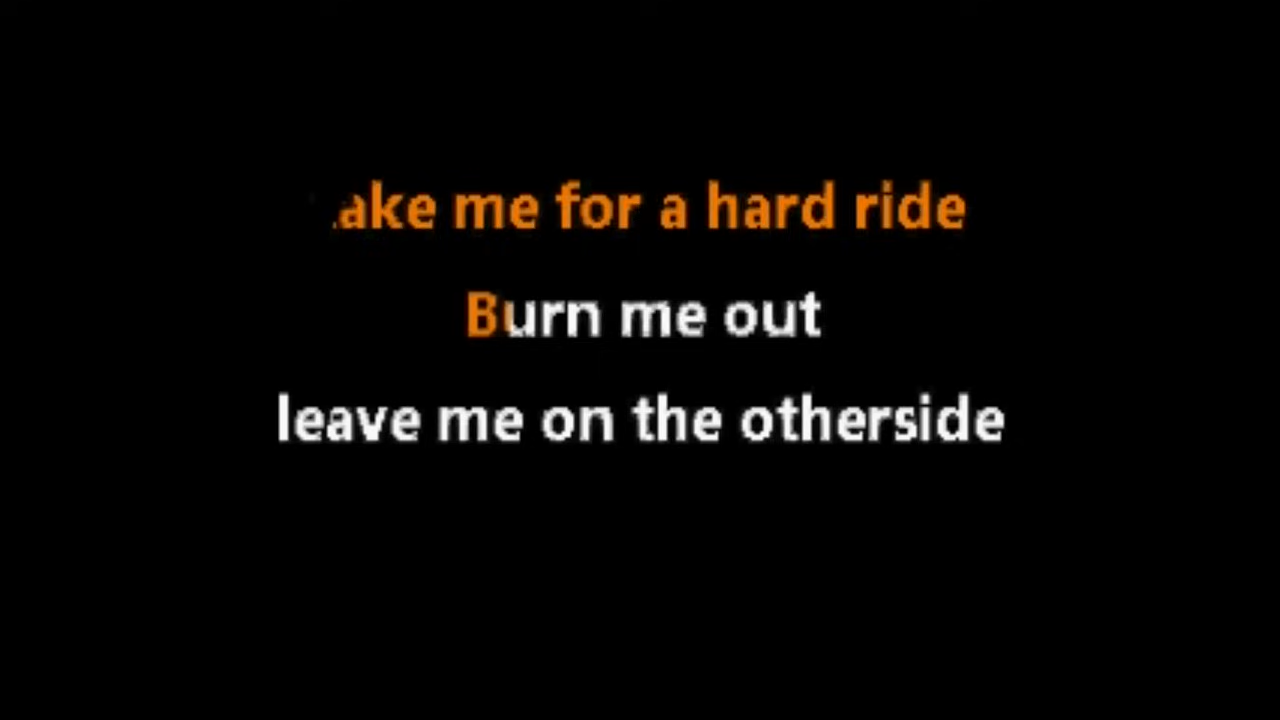 ake me for a hard ride
Burn me out
leave me on the otherside